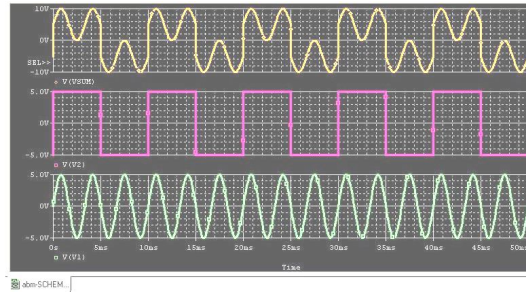 10V
0V
SEL>>
-10V
V(VSUM)
5.0V
0V
-5.0V
V(V2)
5.0V
0V
-5.0V
0s 5ms 10ms 15ms 20ms 25ms 30ms 35ms 40ms 45ms 50ms
V(V1)
Time
abm-SCHEM...